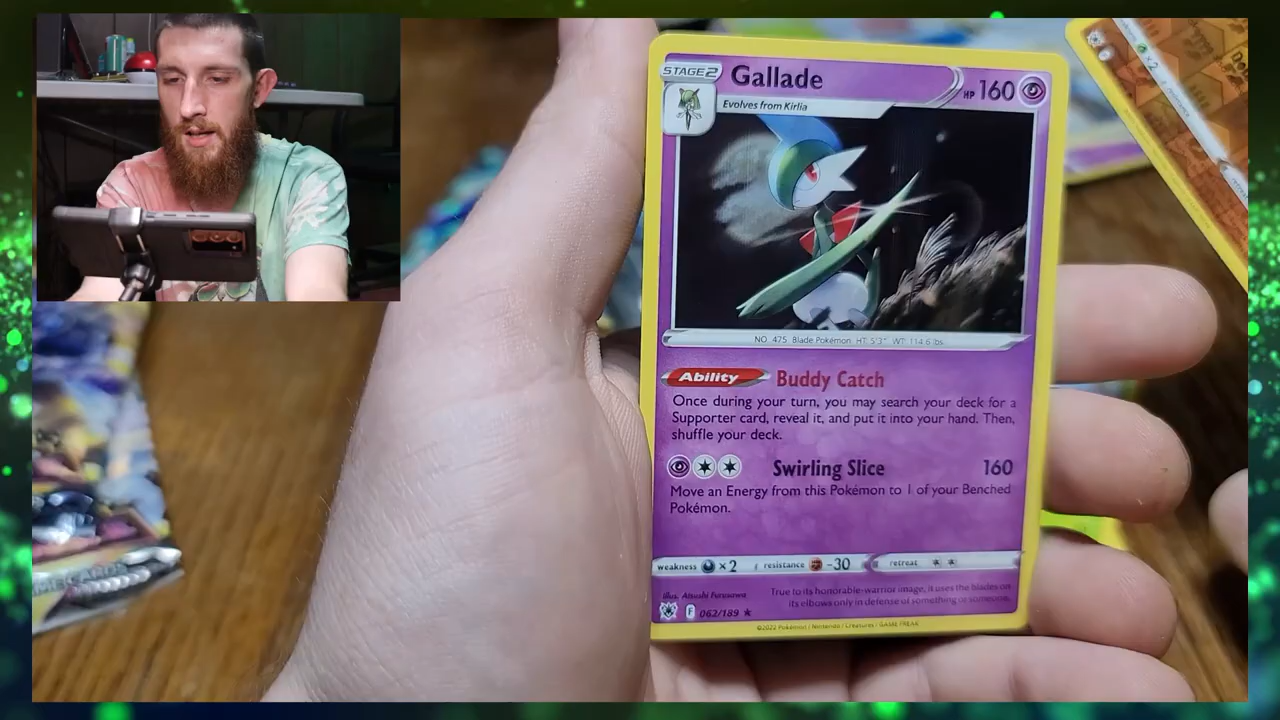 STAGE2
Gallade
HP 160
Evolves from Kirlia
NO. 475 Blade Pokémon HT: 5'3" WT: 114.6 lbs.
Ability Buddy Catch
Once during your turn, you may search your deck for a
Supporter card, reveal it, and put it into your hand. Then,
shuffle your deck.
Swirling Slice 160
Move an Energy from this Pokémon to 1 of your Benched
Pokémon.
weakness ×2 resistance -30 retreat
Illus. Atsushi Furusawa
True to its honorable-warrior image, it uses the blades on
its elbows only in defense of something or someone.
F 062/189 ★
©2022 Pokémon / Nintendo / Creatures / GAME FREAK
×2